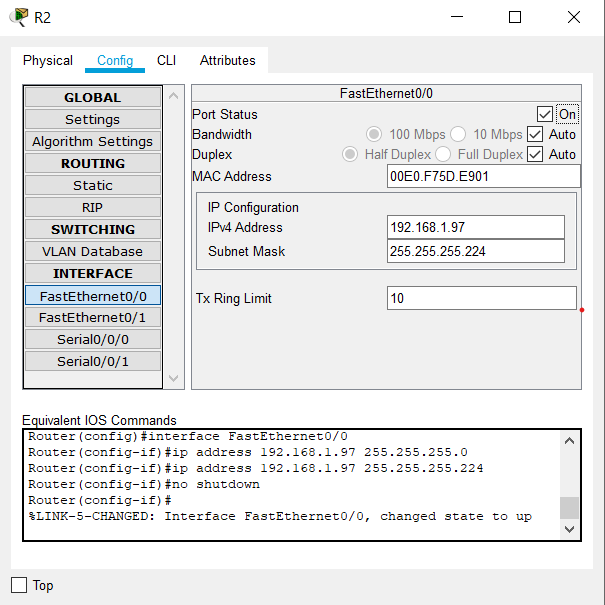 R2
Physical Config CLI Attributes
GLOBAL
Settings
Algorithm Settings
ROUTING
Static
RIP
SWITCHING
VLAN Database
INTERFACE
FastEthernet0/0
FastEthernet0/1
Serial0/0/0
Serial0/0/1
FastEthernet0/0
Port Status On
Bandwidth 100 Mbps 10 Mbps Auto
Duplex Half Duplex Full Duplex Auto
MAC Address 00E0.F75D.E901
IP Configuration
IPv4 Address 192.168.1.97
Subnet Mask 255.255.255.224
Tx Ring Limit 10
Equivalent IOS Commands
Router(config)#interface FastEthernet0/0
Router(config-if)#ip address 192.168.1.97 255.255.255.0
Router(config-if)#ip address 192.168.1.97 255.255.255.224
Router(config-if)#no shutdown
Router(config-if)#
%LINK-5-CHANGED: Interface FastEthernet0/0, changed state to up
Top